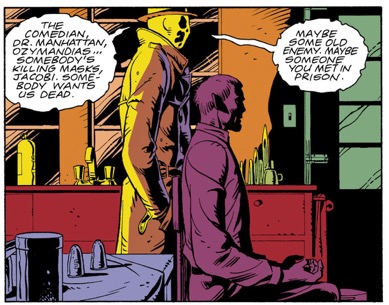 THE
COMEDIAN,
DR. MANHATTAN,
OZYMANDIAS...
SOMEBODY'S
KILLING MASKS,
JACOBI. SOME-
BODY WANTS
US DEAD.
MAYBE
SOME OLD
ENEMY. MAYBE
SOMEONE
YOU MET IN
PRISON.